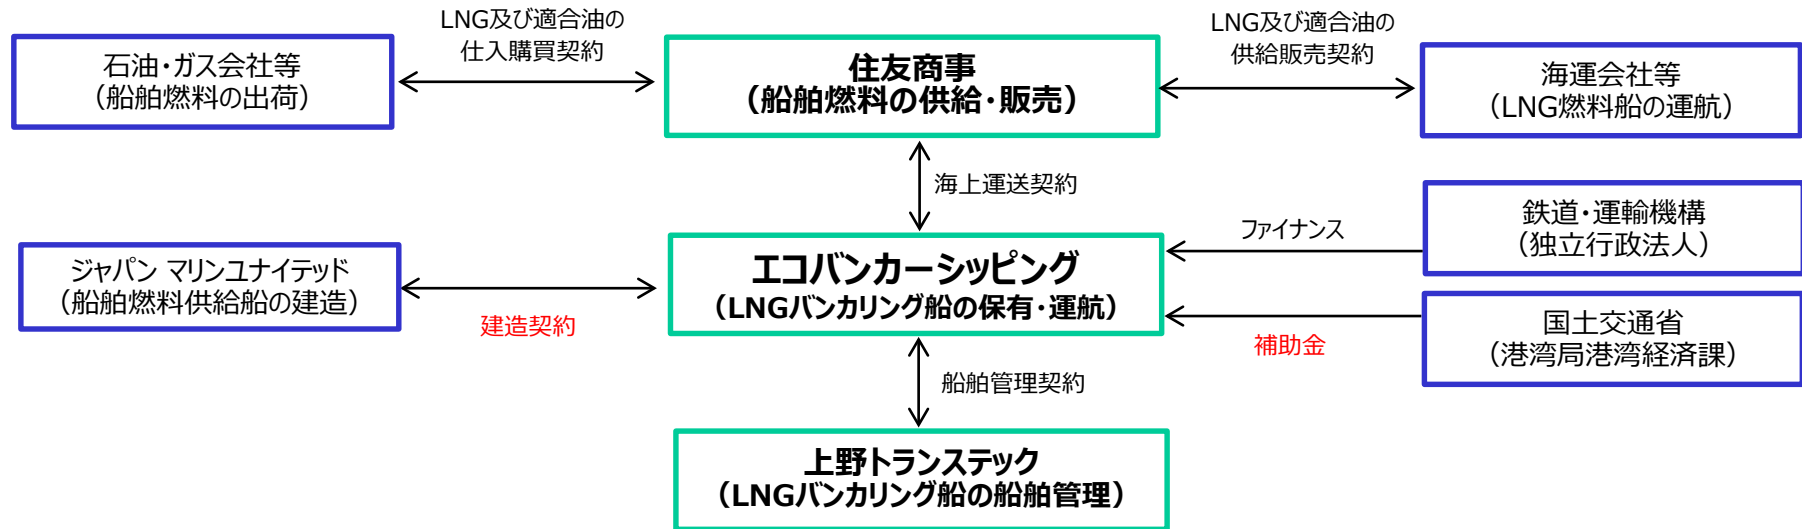 LNG及び適合油の
仕入購買契約
LNG及び適合油の
供給販売契約
石油・ガス会社等
（船舶燃料の出荷）
住友商事
（船舶燃料の供給・販売）
海運会社等
（LNG燃料船の運航）
海上運送契約
鉄道・運輸機構
（独立行政法人）
ファイナンス
ジャパン マリンユナイテッド
（船舶燃料供給船の建造）
エコバンカーシッピング
（LNGバンカリング船の保有・運航）
建造契約
補助金
国土交通省
（港湾局港湾経済課）
船舶管理契約
上野トランステック
（LNGバンカリング船の船舶管理）